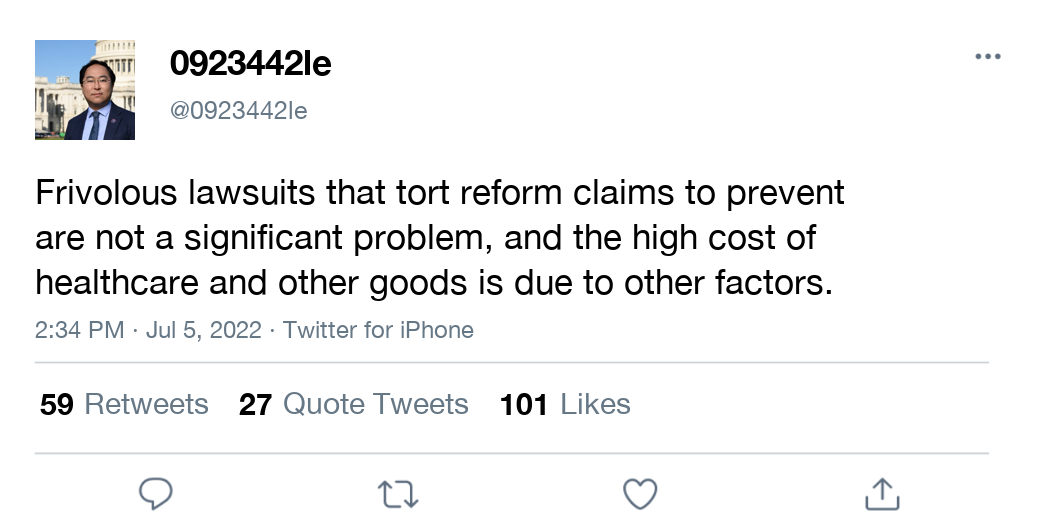 0923442le
@0923442le
Frivolous lawsuits that tort reform claims to prevent
are not a significant problem, and the high cost of
healthcare and other goods is due to other factors.
2:34 PM · Jul 5, 2022 · Twitter for iPhone
59 Retweets 27 Quote Tweets 101 Likes